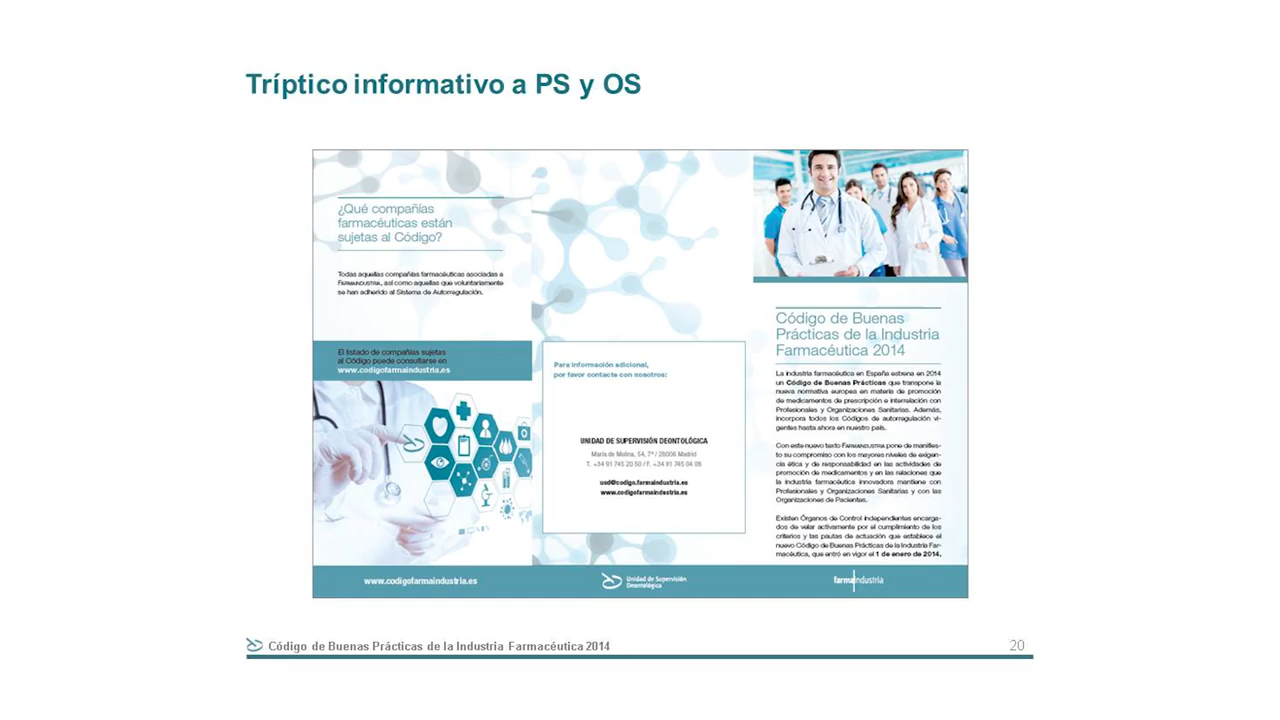 Tríptico informativo a PS y OS
¿Qué compañías
farmacéuticas están
sujetas al Código?
Todas aquellas compañías farmacéuticas asociadas a
FARMAINDUSTRIA, así como aquellas que voluntariamente
se han adherido al Sistema de Autorregulación.
El listado de compañías sujetas
al Código puede consultarse en
www.codigofarmaindustria.es
www.codigofarmaindustria.es
Para información adicional,
por favor contacte con nosotros:
UNIDAD DE SUPERVISIÓN DEONTOLÓGICA
María de Molina, 54, 7ª / 28006 Madrid
T. +34 91 745 20 50 / F. +34 91 745 04 08
usd@codigo.farmaindustria.es
www.codigofarmaindustria.es
Unidad de Supervisión
Deontológica
Código de Buenas
Prácticas de la Industria
Farmacéutica 2014
La industria farmacéutica en España estrena en 2014
un Código de Buenas Prácticas que transpone la
nueva normativa europea en materia de promoción
de medicamentos de prescripción e interrelación con
Profesionales y Organizaciones Sanitarias. Además,
incorpora todos los Códigos de autorregulación vi-
gentes hasta ahora en nuestro país.
Con este nuevo texto FARMAINDUSTRIA pone de manifies-
to su compromiso con los mayores niveles de exigen-
cia ética y de responsabilidad en las actividades de
promoción de medicamentos y en las relaciones que
la industria farmacéutica innovadora mantiene con
Profesionales y Organizaciones Sanitarias y con las
Organizaciones de Pacientes.
Existen Órganos de Control independientes encarga-
dos de velar activamente por el cumplimiento de los
criterios y las pautas de actuación que establece el
nuevo Código de Buenas Prácticas de la Industria Far-
macéutica, que entró en vigor el 1 de enero de 2014.
farmaindustria
Código de Buenas Prácticas de la Industria Farmacéutica 2014
20